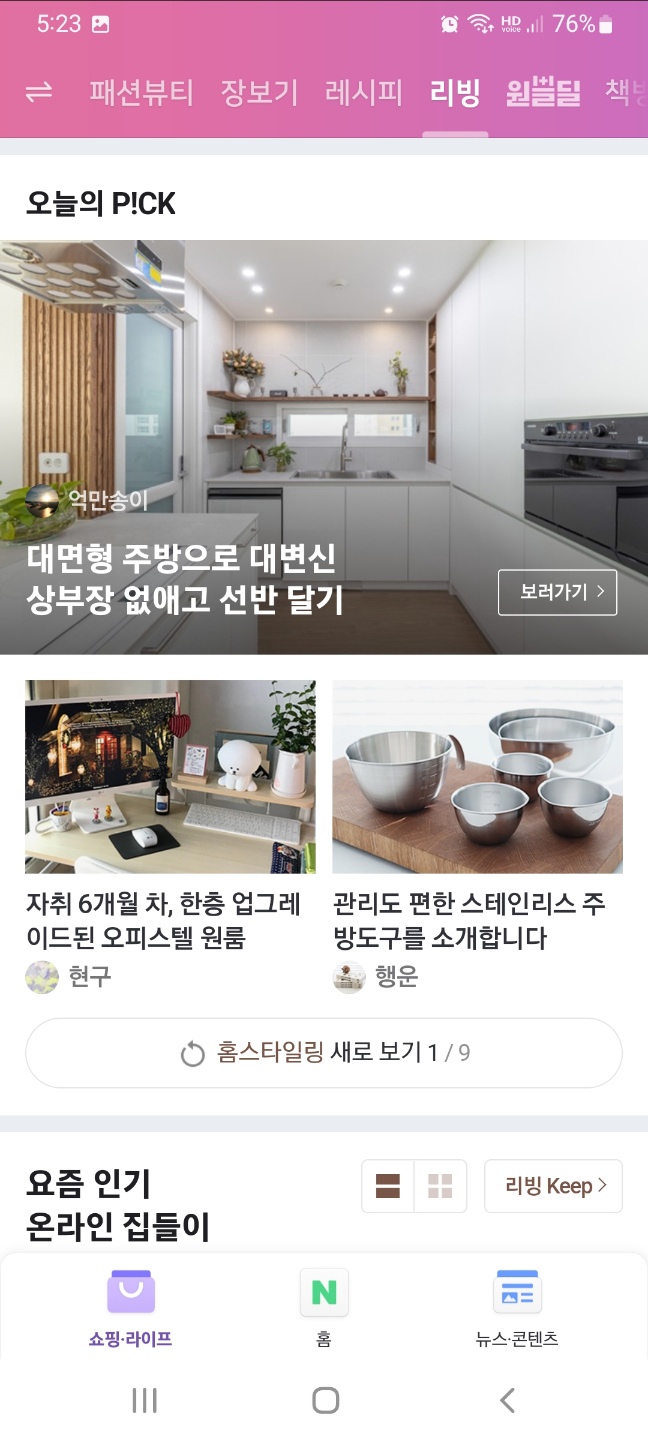 5:23
HD voice 76%
패션뷰티 장보기 레시피 리빙 원쁠딜 책방
오늘의 P!CK
억만송이
대면형 주방으로 대변신
상부장 없애고 선반 달기
보러가기
자취 6개월 차, 한층 업그레
이드된 오피스텔 원룸
현구
관리도 편한 스테인리스 주
방도구를 소개합니다
행운
홈스타일링 새로 보기 1 / 9
요즘 인기
온라인 집들이
리빙 Keep
쇼핑·라이프
N
홈
뉴스·콘텐츠